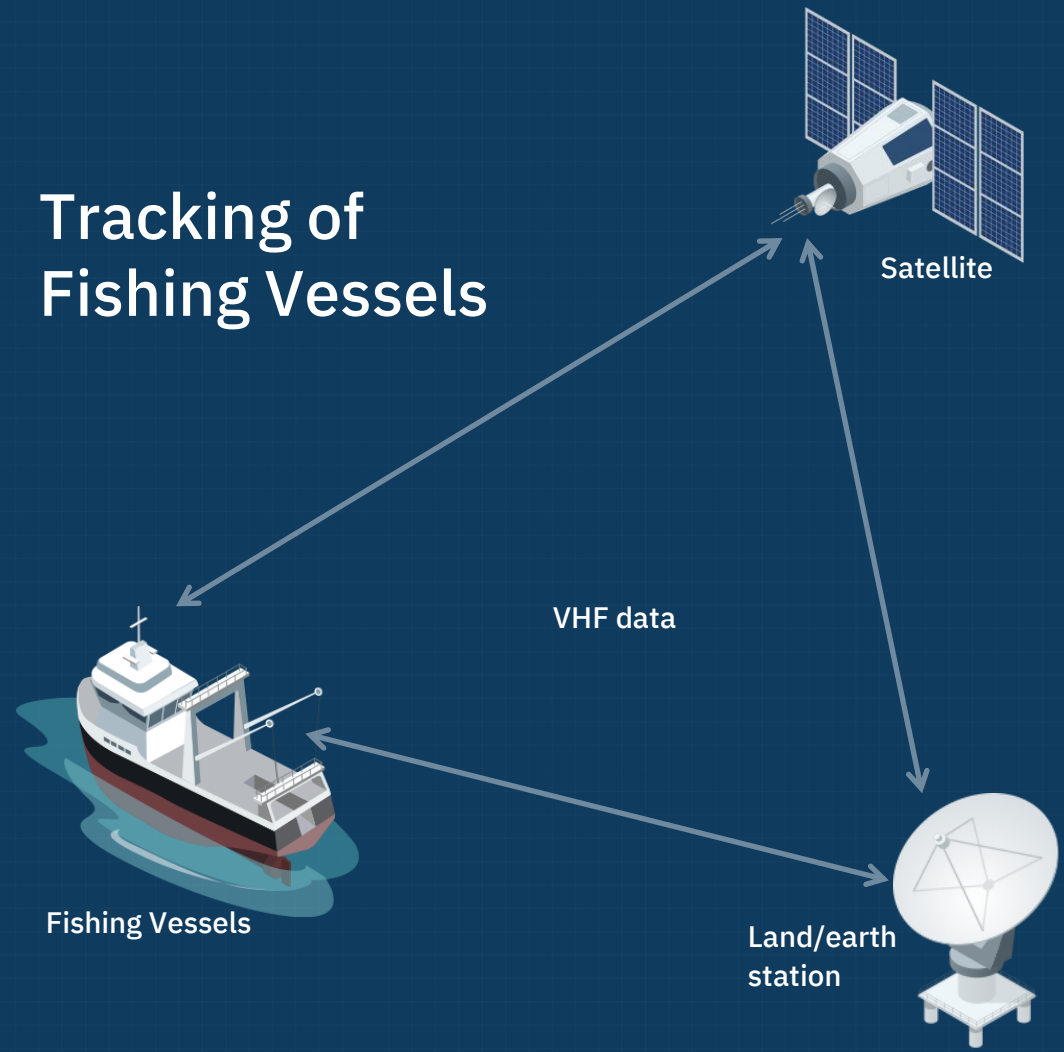 Tracking of
Fishing Vessels
Satellite
VHF data
Fishing Vessels
Land/earth
station